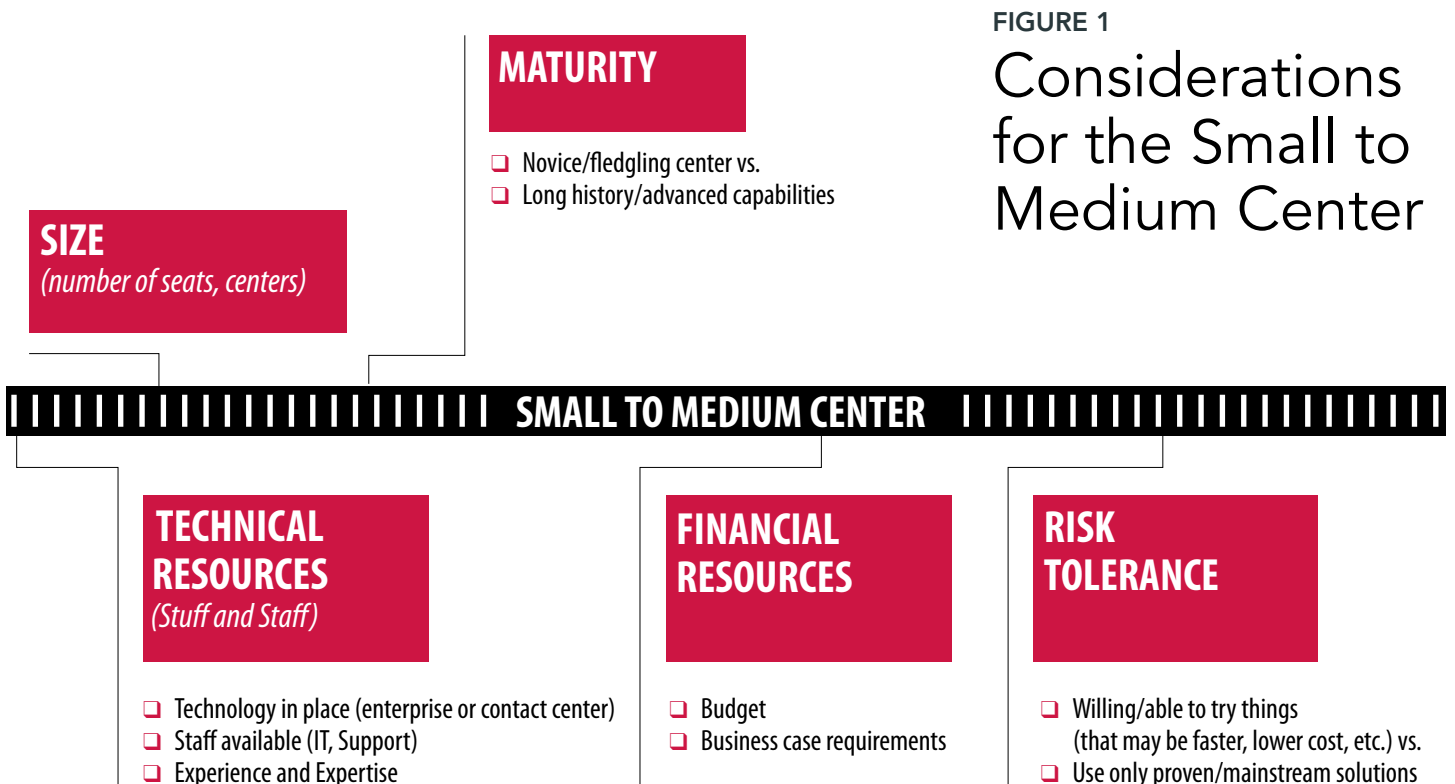 FIGURE 1
Considerations
for the Small to
Medium Center
MATURITY
❑ Novice/fledgling center vs.
❑ Long history/advanced capabilities
SIZE
(number of seats, centers)
SMALL TO MEDIUM CENTER
TECHNICAL
RESOURCES
(Stuff and Staff)
❑ Technology in place (enterprise or contact center)
❑ Staff available (IT, Support)
❑ Experience and Expertise
FINANCIAL
RESOURCES
❑ Budget
❑ Business case requirements
RISK
TOLERANCE
❑ Willing/able to try things
(that may be faster, lower cost, etc.) vs.
❑ Use only proven/mainstream solutions